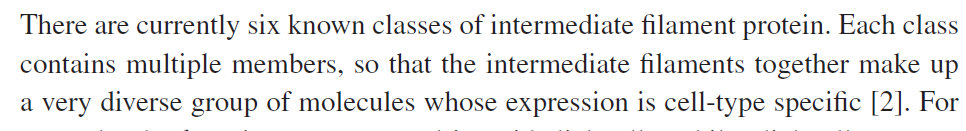 There are currently six known classes of intermediate filament protein. Each class
contains multiple members, so that the intermediate filaments together make up
a very diverse group of molecules whose expression is cell-type specific [2]. For